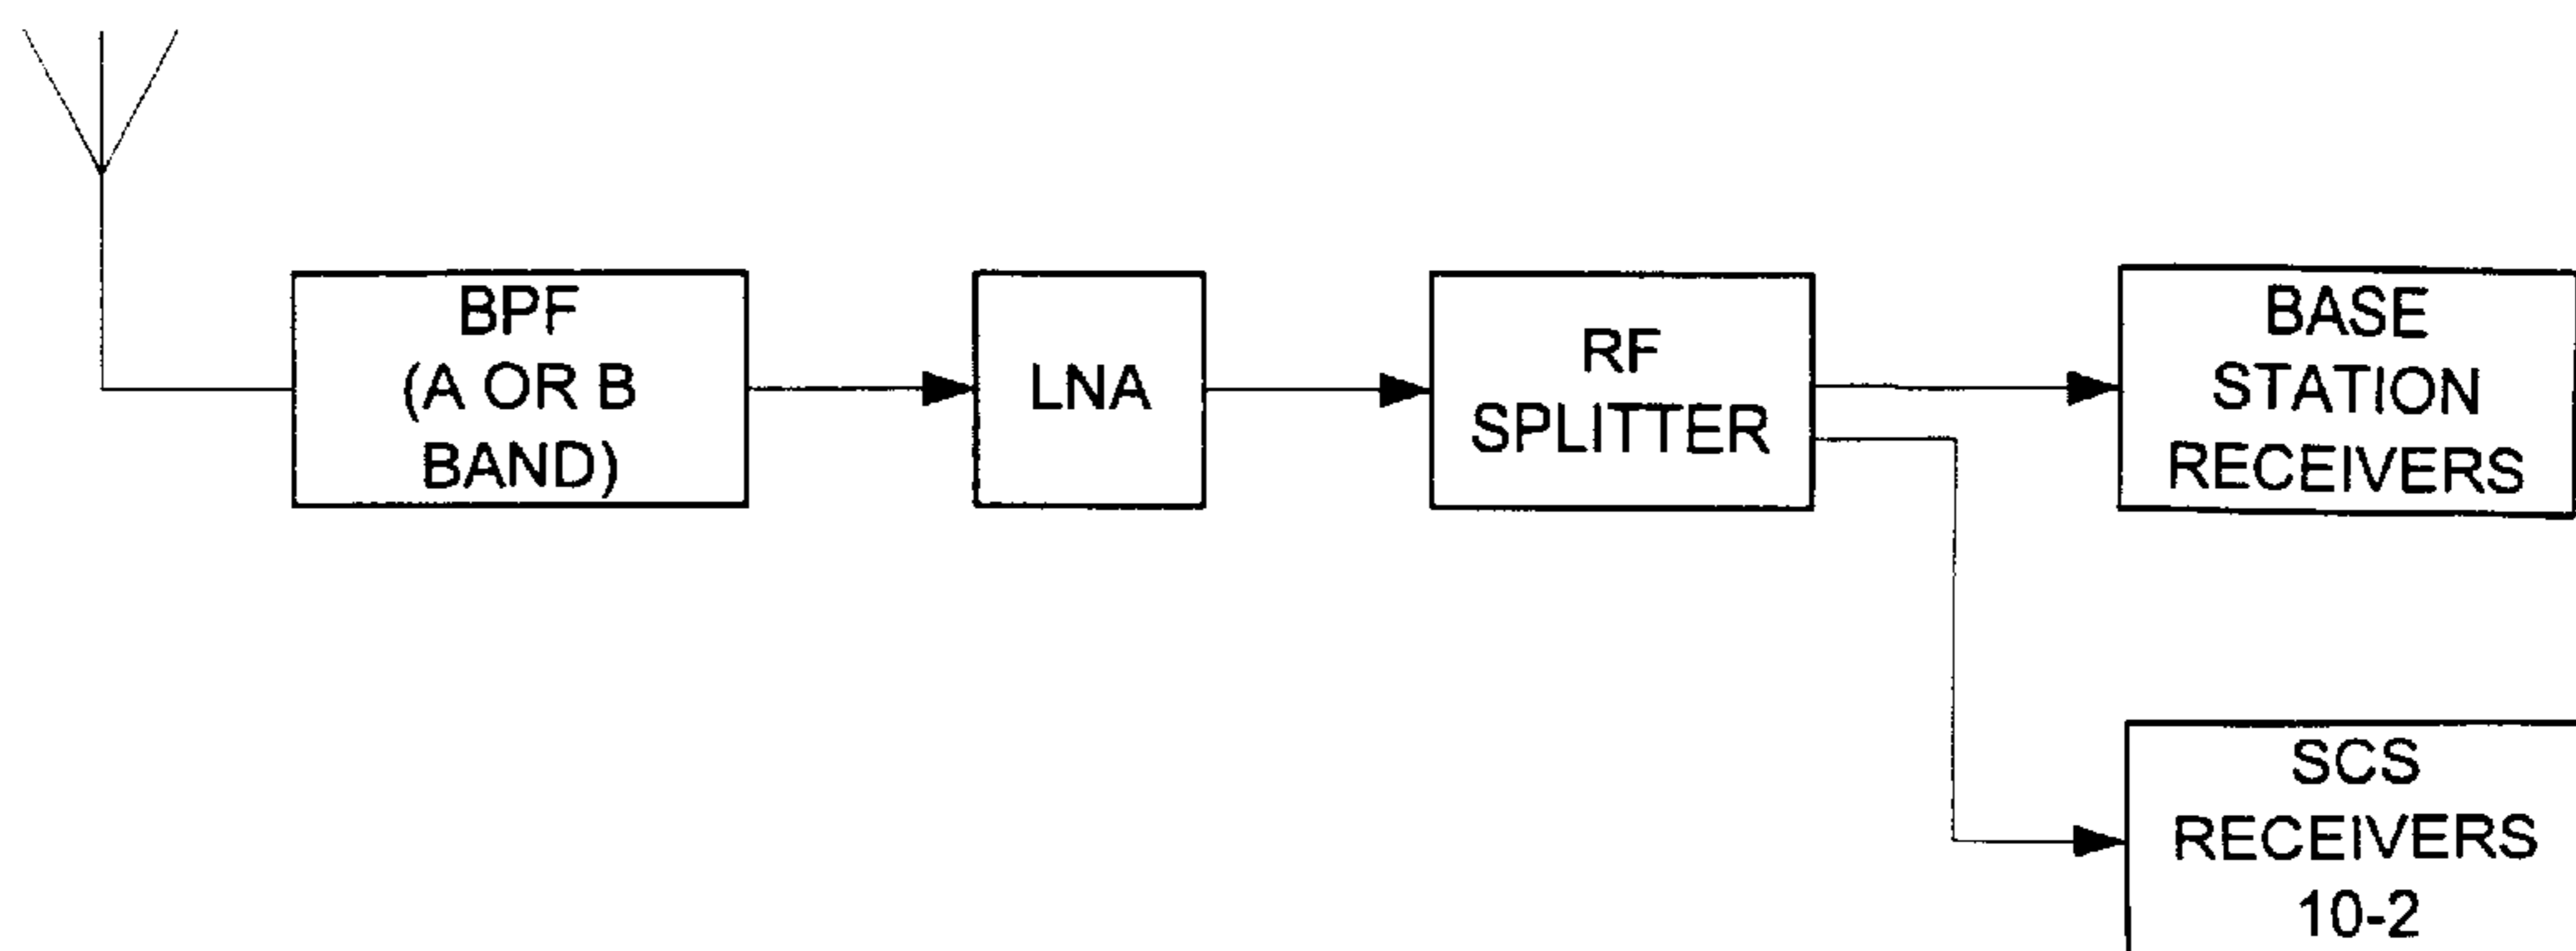 BPF
(A OR B
BAND)
LNA
RF
SPLITTER
BASE
STATION
RECEIVERS
SCS
RECEIVERS
10-2